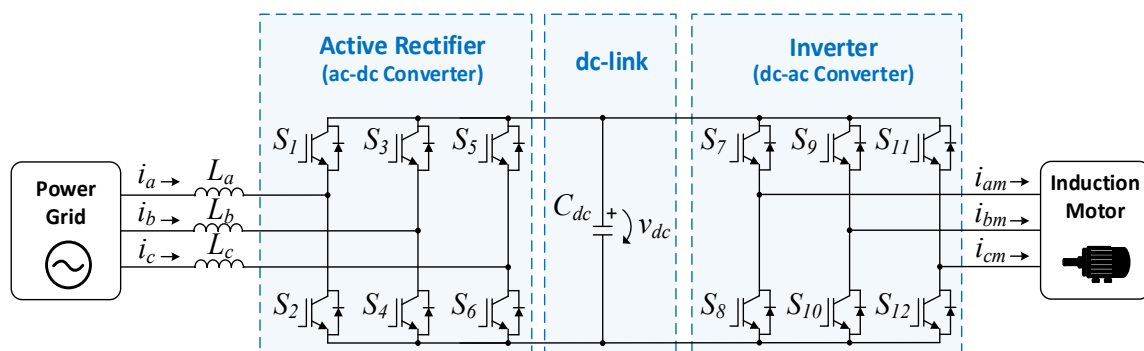 Active Rectifier
(ac-dc Converter)
dc-link
Inverter
(dc-ac Converter)
S1
S3
S5
S7
S9
S11
Power
Grid
ia
La
ib
Lb
ic
Lc
Cdc
+
vdc
iam
ibm
icm
Induction
Motor
S2
S4
S6
S8
S10
S12